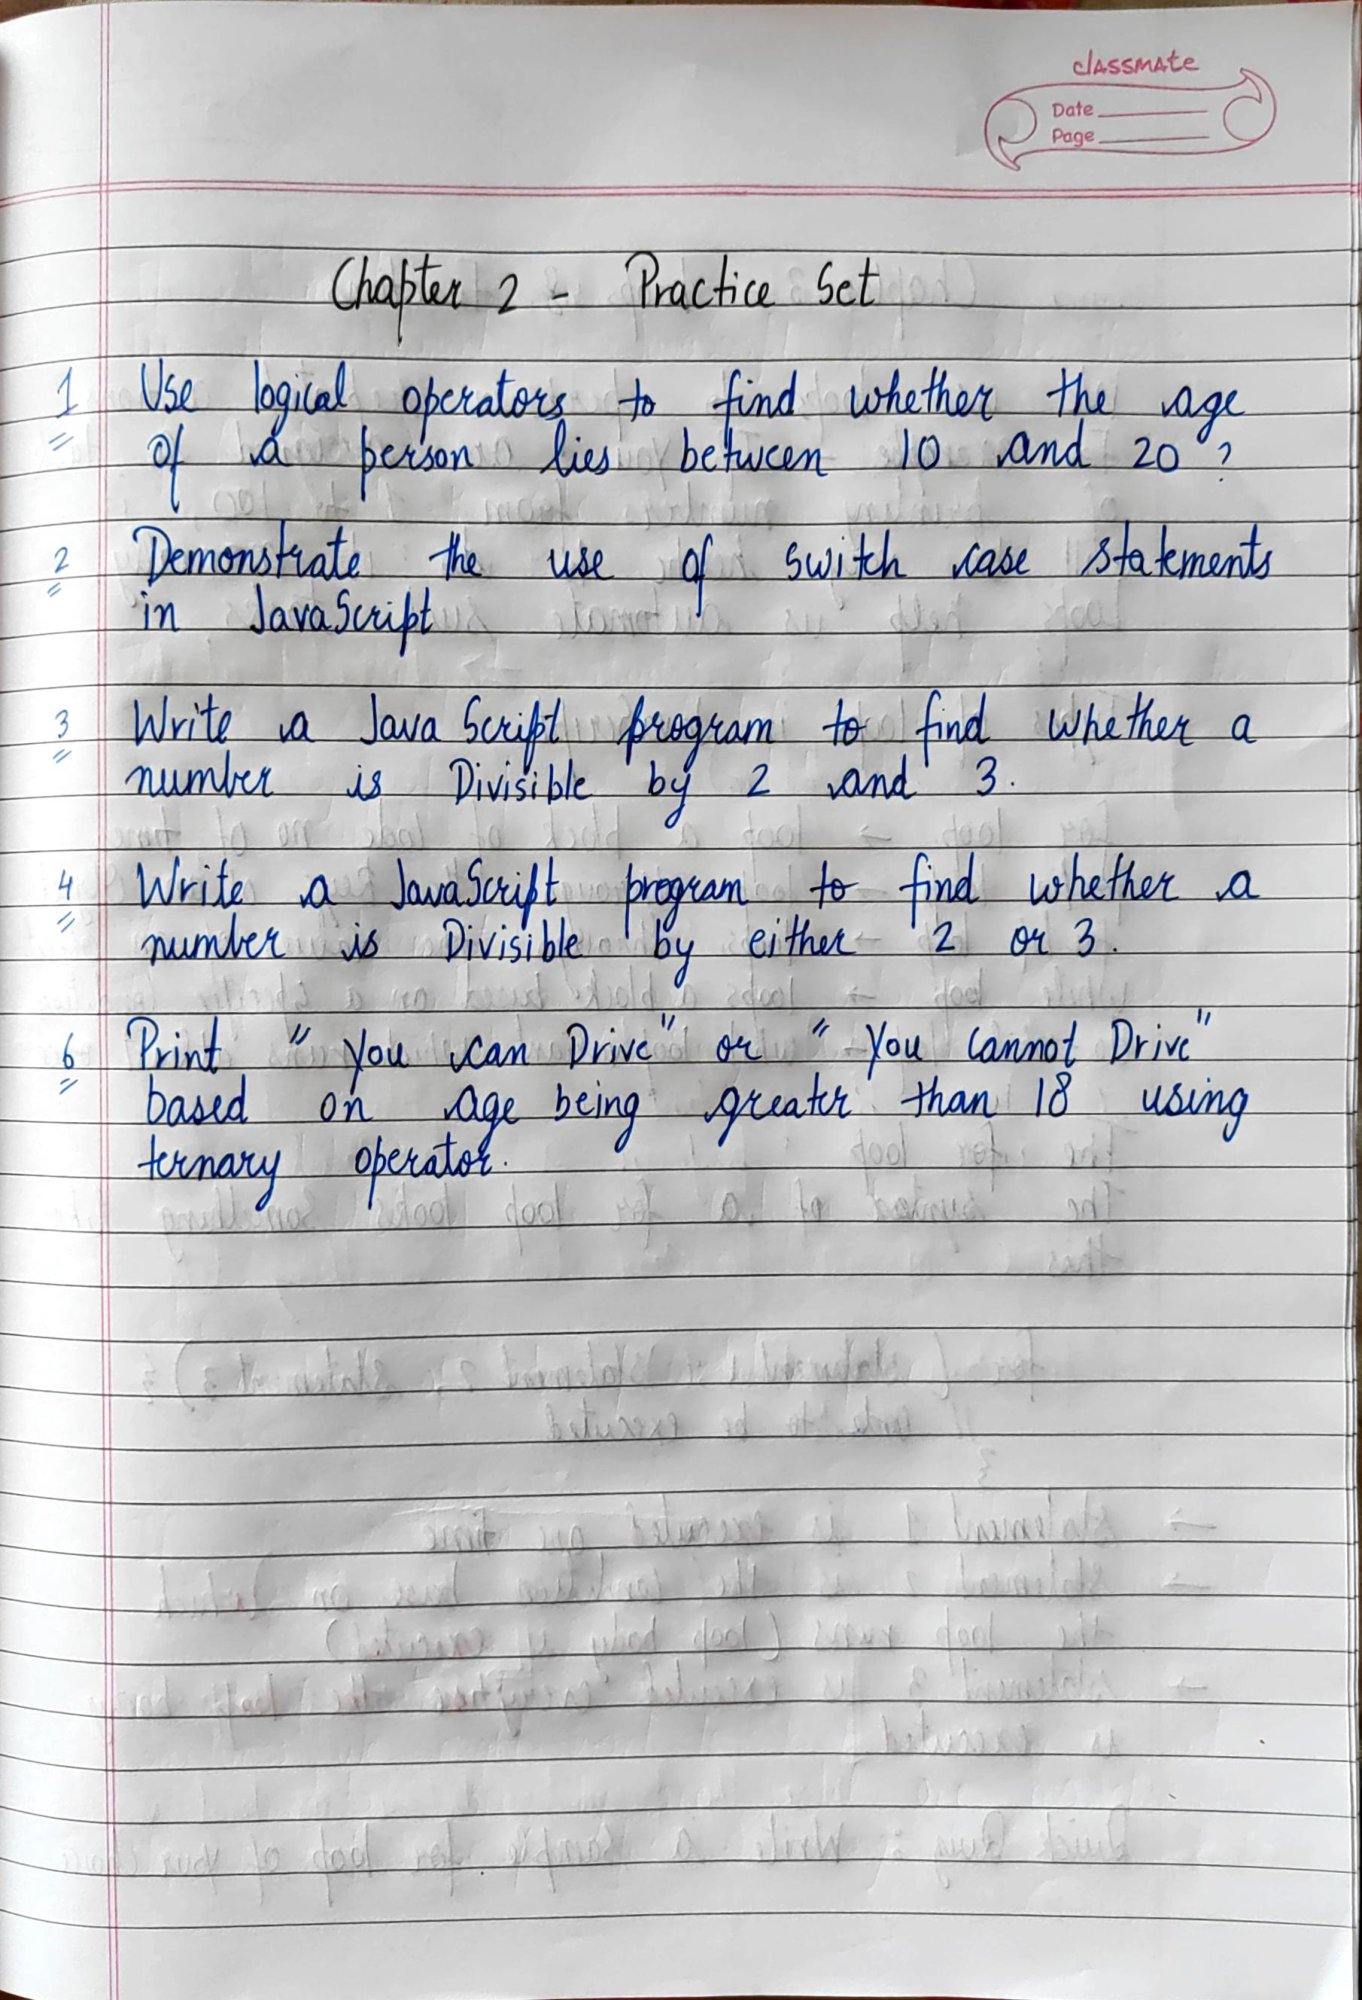 classmate
Date
Page
Chapter 2 - Practice Set
1 Use logical operators to find whether the age
of a person lies between 10 and 20 ?
2 Demonstrate the use of switch case statements
in JavaScript
3 Write a Java Script program to find whether a
number is Divisible by 2 and 3.
4 Write a JavaScript program to find whether a
number is Divisible by either 2 or 3.
6 Print " You can Drive" or " You Cannot Drive"
based on age being greater than 18 using
ternary operator.